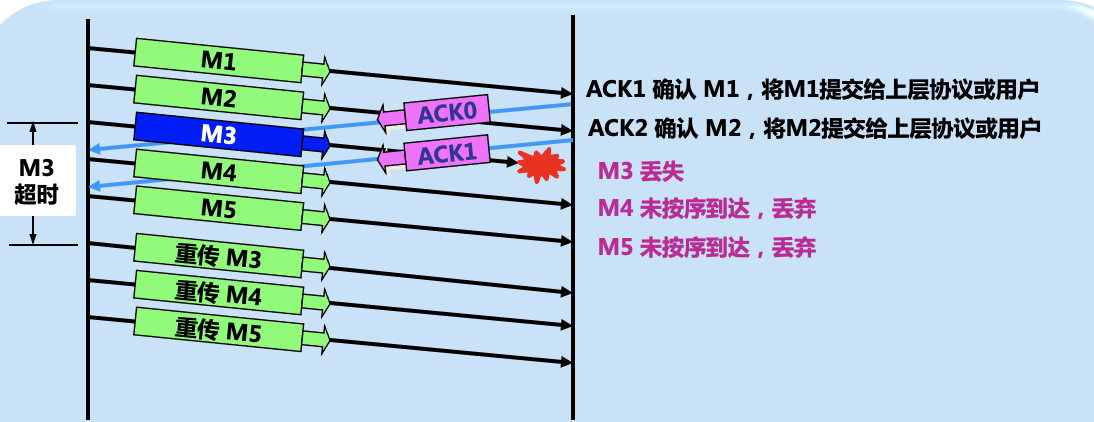 M1
M2
M3
M4
M5
重传 M3
重传 M4
重传 M5
ACK0
ACK1
M3
超时
ACK1 确认 M1，将M1提交给上层协议或用户
ACK2 确认 M2，将M2提交给上层协议或用户
M3 丢失
M4 未按序到达，丢弃
M5 未按序到达，丢弃